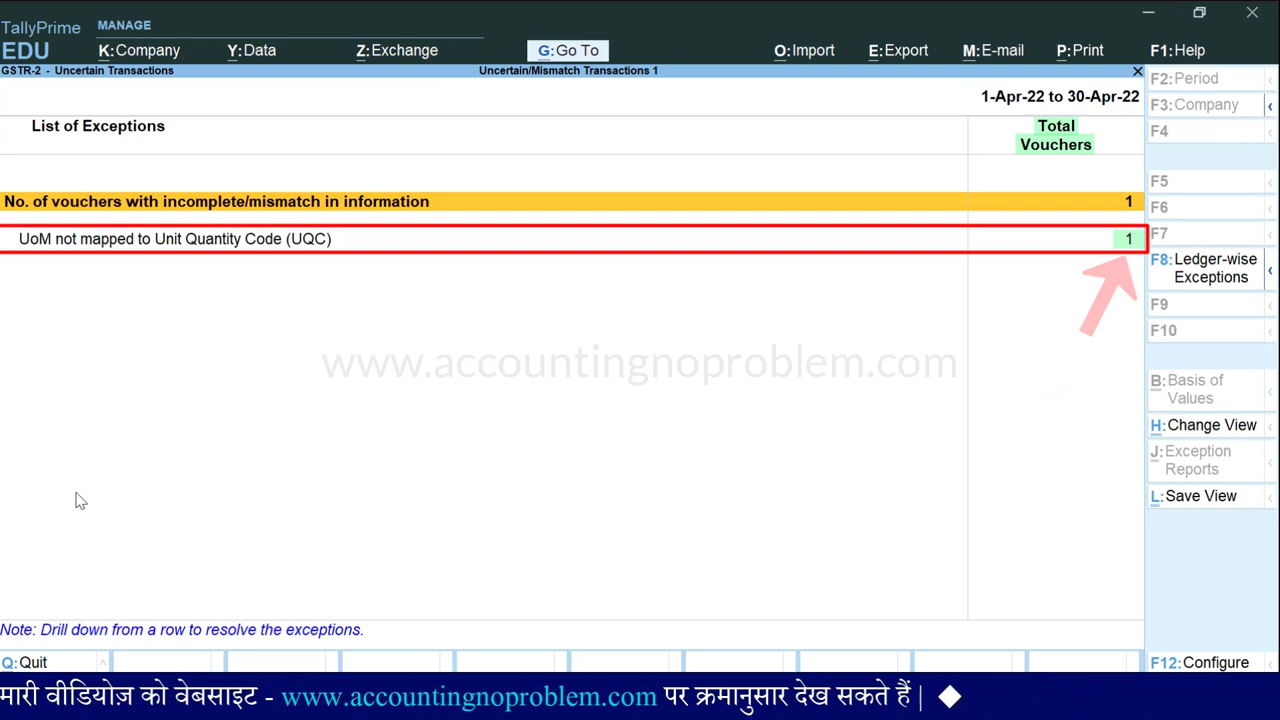 TallyPrime MANAGE
EDU K:Company Y:Data Z:Exchange G:Go To O:Import E:Export M:E-mail P:Print F1:Help
GSTR-2 - Uncertain Transactions Uncertain/Mismatch Transactions 1
1-Apr-22 to 30-Apr-22
List of Exceptions Total
Vouchers
No. of vouchers with incomplete/mismatch in information 1
UoM not mapped to Unit Quantity Code (UQC) 1
www.accountingnoproblem.com
Note: Drill down from a row to resolve the exceptions.
F2:Period
F3:Company
F4
F5
F6
F7
F8:Ledger-wise
Exceptions
F9
F10
B:Basis of
Values
H:Change View
J:Exception
Reports
L:Save View
Q:Quit F12:Configure
मारी वीडियोज़ को वेबसाइट - www.accountingnoproblem.com पर क्रमानुसार देख सकते हैं |